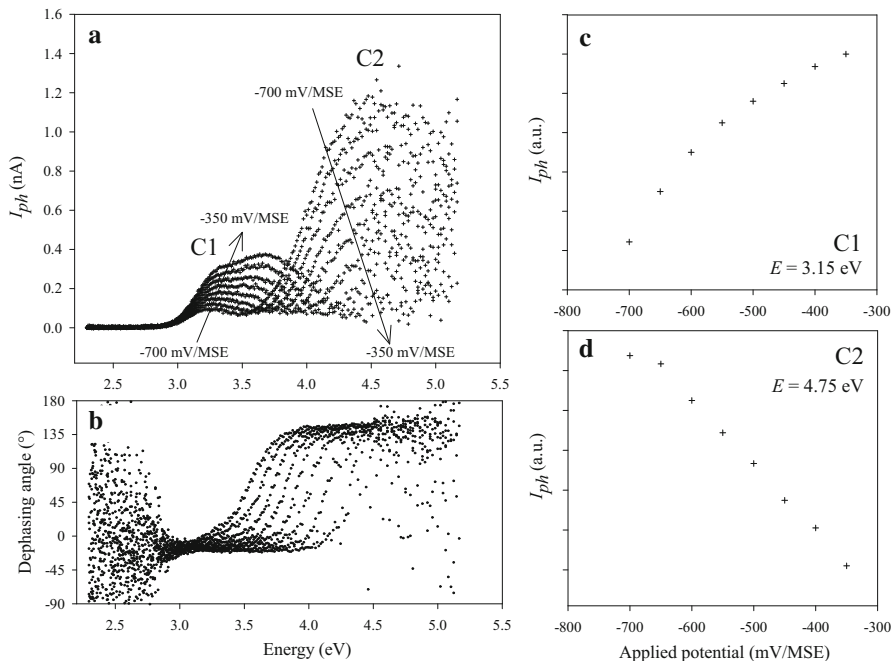 a
I_ph (nA)
1.6
1.4
1.2
1.0
0.8
0.6
0.4
0.2
0.0
C2
-700 mV/MSE
-350 mV/MSE
C1
-700 mV/MSE
-350 mV/MSE
2.5 3.0 3.5 4.0 4.5 5.0 5.5
b
Dephasing angle (°)
180
135
90
45
0
-45
-90
2.5 3.0 3.5 4.0 4.5 5.0 5.5
Energy (eV)
c
I_ph (a.u.)
C1
E = 3.15 eV
-800 -700 -600 -500 -400 -300
d
C2
E = 4.75 eV
I_ph (a.u.)
-800 -700 -600 -500 -400 -300
Applied potential (mV/MSE)